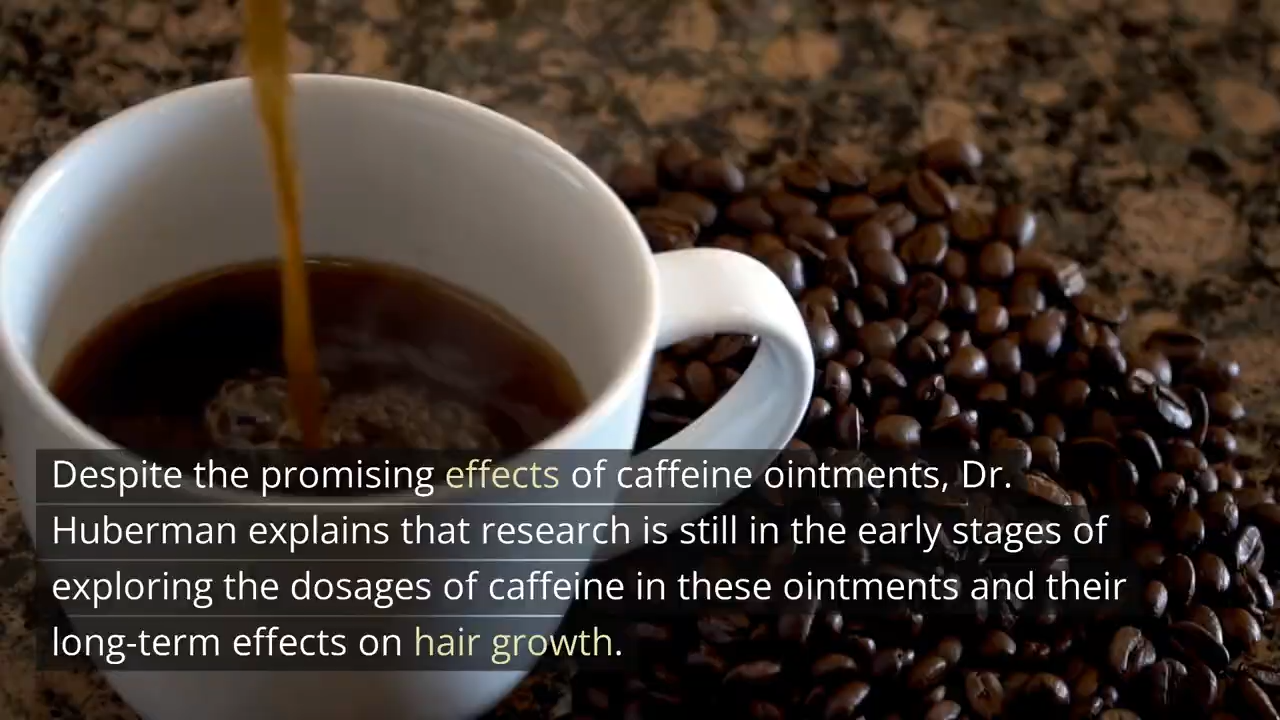 Despite the promising effects of caffeine ointments, Dr.
Huberman explains that research is still in the early stages of
exploring the dosages of caffeine in these ointments and their
long-term effects on hair growth.